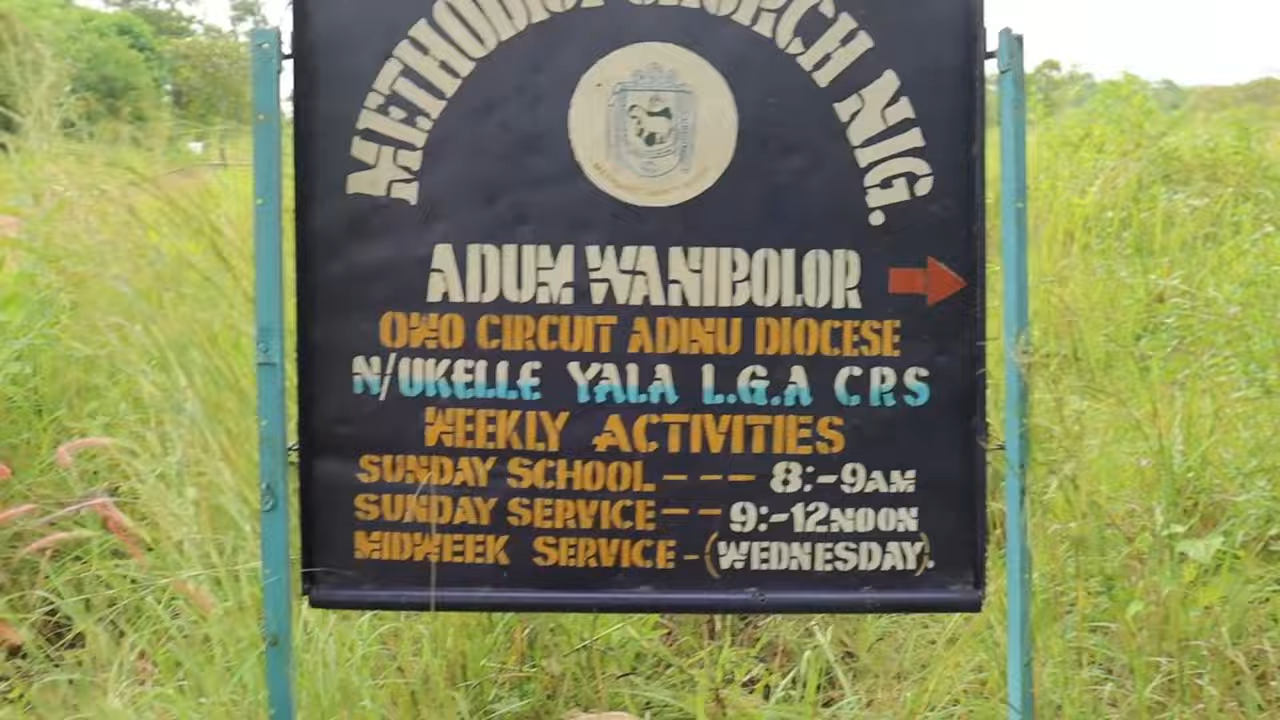 METHODIST CHURCH NIG.
ADUM WANIBOLOR
OWO CIRCUIT ADINU DIOCESE
N/UKELLE YALA L.G.A C R S
WEEKLY ACTIVITIES
SUNDAY SCHOOL - - - 8:-9AM
SUNDAY SERVICE - - 9:-12NOON
MIDWEEK SERVICE - (WEDNESDAY).